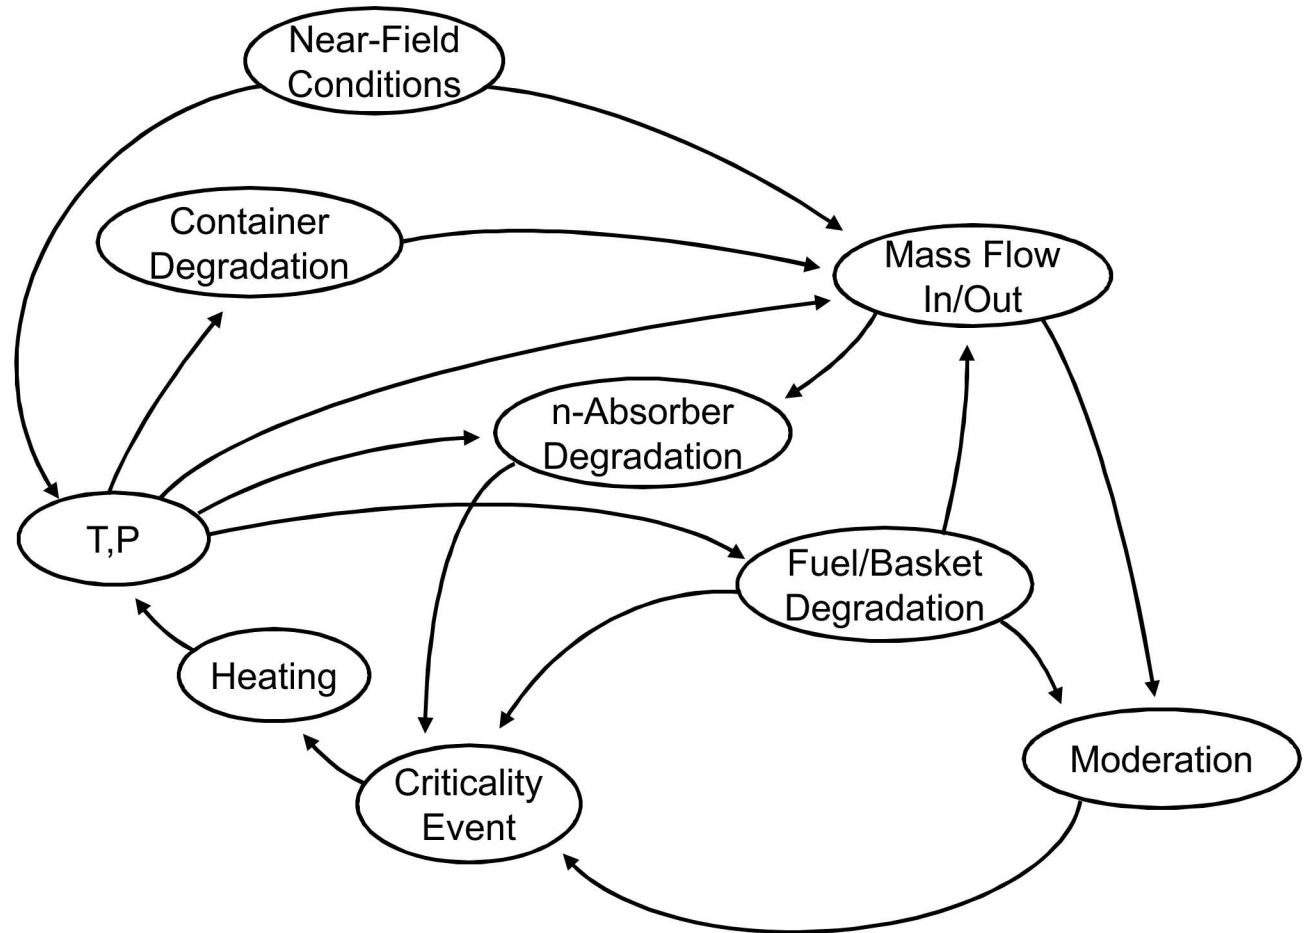 Near-Field
Conditions
Container
Degradation
Mass Flow
In/Out
n-Absorber
Degradation
T,P
Fuel/Basket
Degradation
Heating
Moderation
Criticality
Event